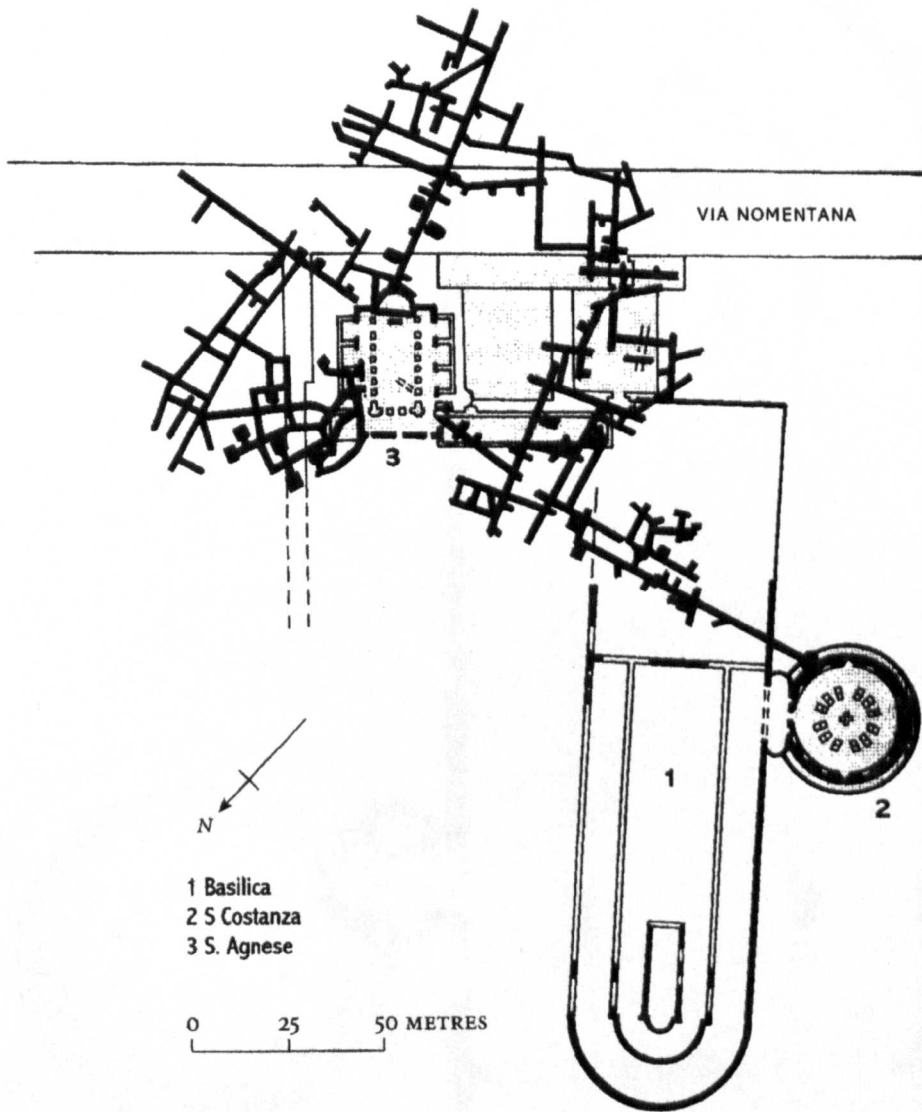 VIA NOMENTANA
3
1
2
N
1 Basilica
2 S Costanza
3 S. Agnese
0 25 50 METRES